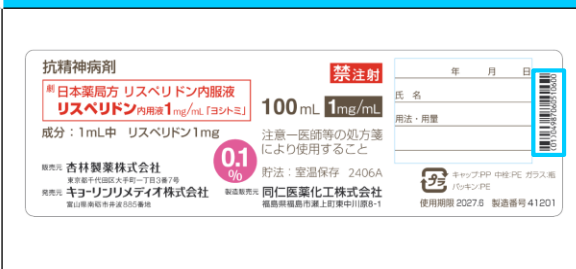 抗精神病剤
禁注射
劇 日本薬局方 リスペリドン内服液
リスペリドン内用液1mg/mL「ヨシトミ」
100mL 1mg/mL
成分：1mL中 リスペリドン1mg
注意－医師等の処方箋
により使用すること
0.1
%
貯法：室温保存 2406A
販売元 杏林製薬株式会社
東京都千代田区大手町一丁目3番7号
発売元 キョーリンリメディオ株式会社
富山県南砺市井波885番地
製造販売元 同仁医薬化工株式会社
福島県福島市瀬上町東中川原8-1
年 月 日
氏 名
用法・用量
プラ
キャップ:PP 中栓:PE ガラス:瓶
パッキン:PE
使用期限 2027.6 製造番号 41201